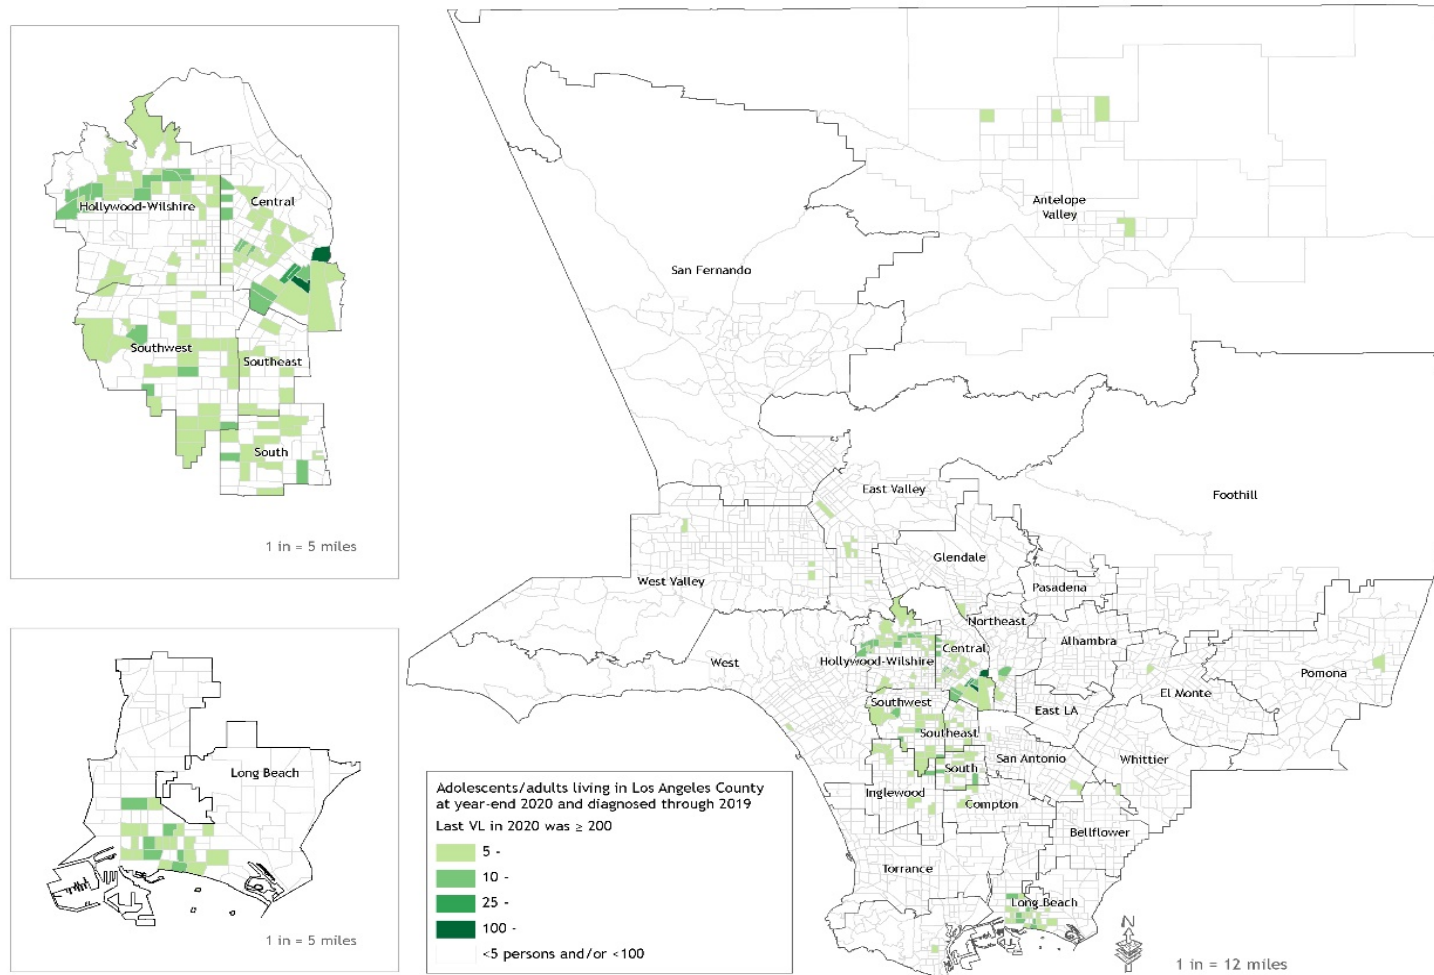 Hollywood-Wilshire
Central
Southwest
Southeast
South
1 in = 5 miles
Long Beach
1 in = 5 miles
Antelope
Valley
San Fernando
East Valley
Foothill
Glendale
West Valley
Pasadena
Northeast
Alhambra
Central
West
Hollywood-Wilshire
Pomona
El Monte
Southwest
East LA
Southeast
San Antonio
Whittier
South
Inglewood
Compton
Bellflower
Torrance
Long Beach
Adolescents/adults living in Los Angeles County
at year-end 2020 and diagnosed through 2019
Last VL in 2020 was ≥ 200
5 -
10 -
25 -
100 -
<5 persons and/or <100
N
1 in = 12 miles